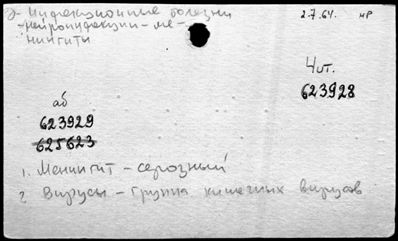 э- Инфекционные болезни 2.7.64. нр
-нейроинфекции - ме-
нингиты
Чит.
623928
аб
623929
625623
1. Менингит - серозный
2. Вирусы - группа кишечных вирусов